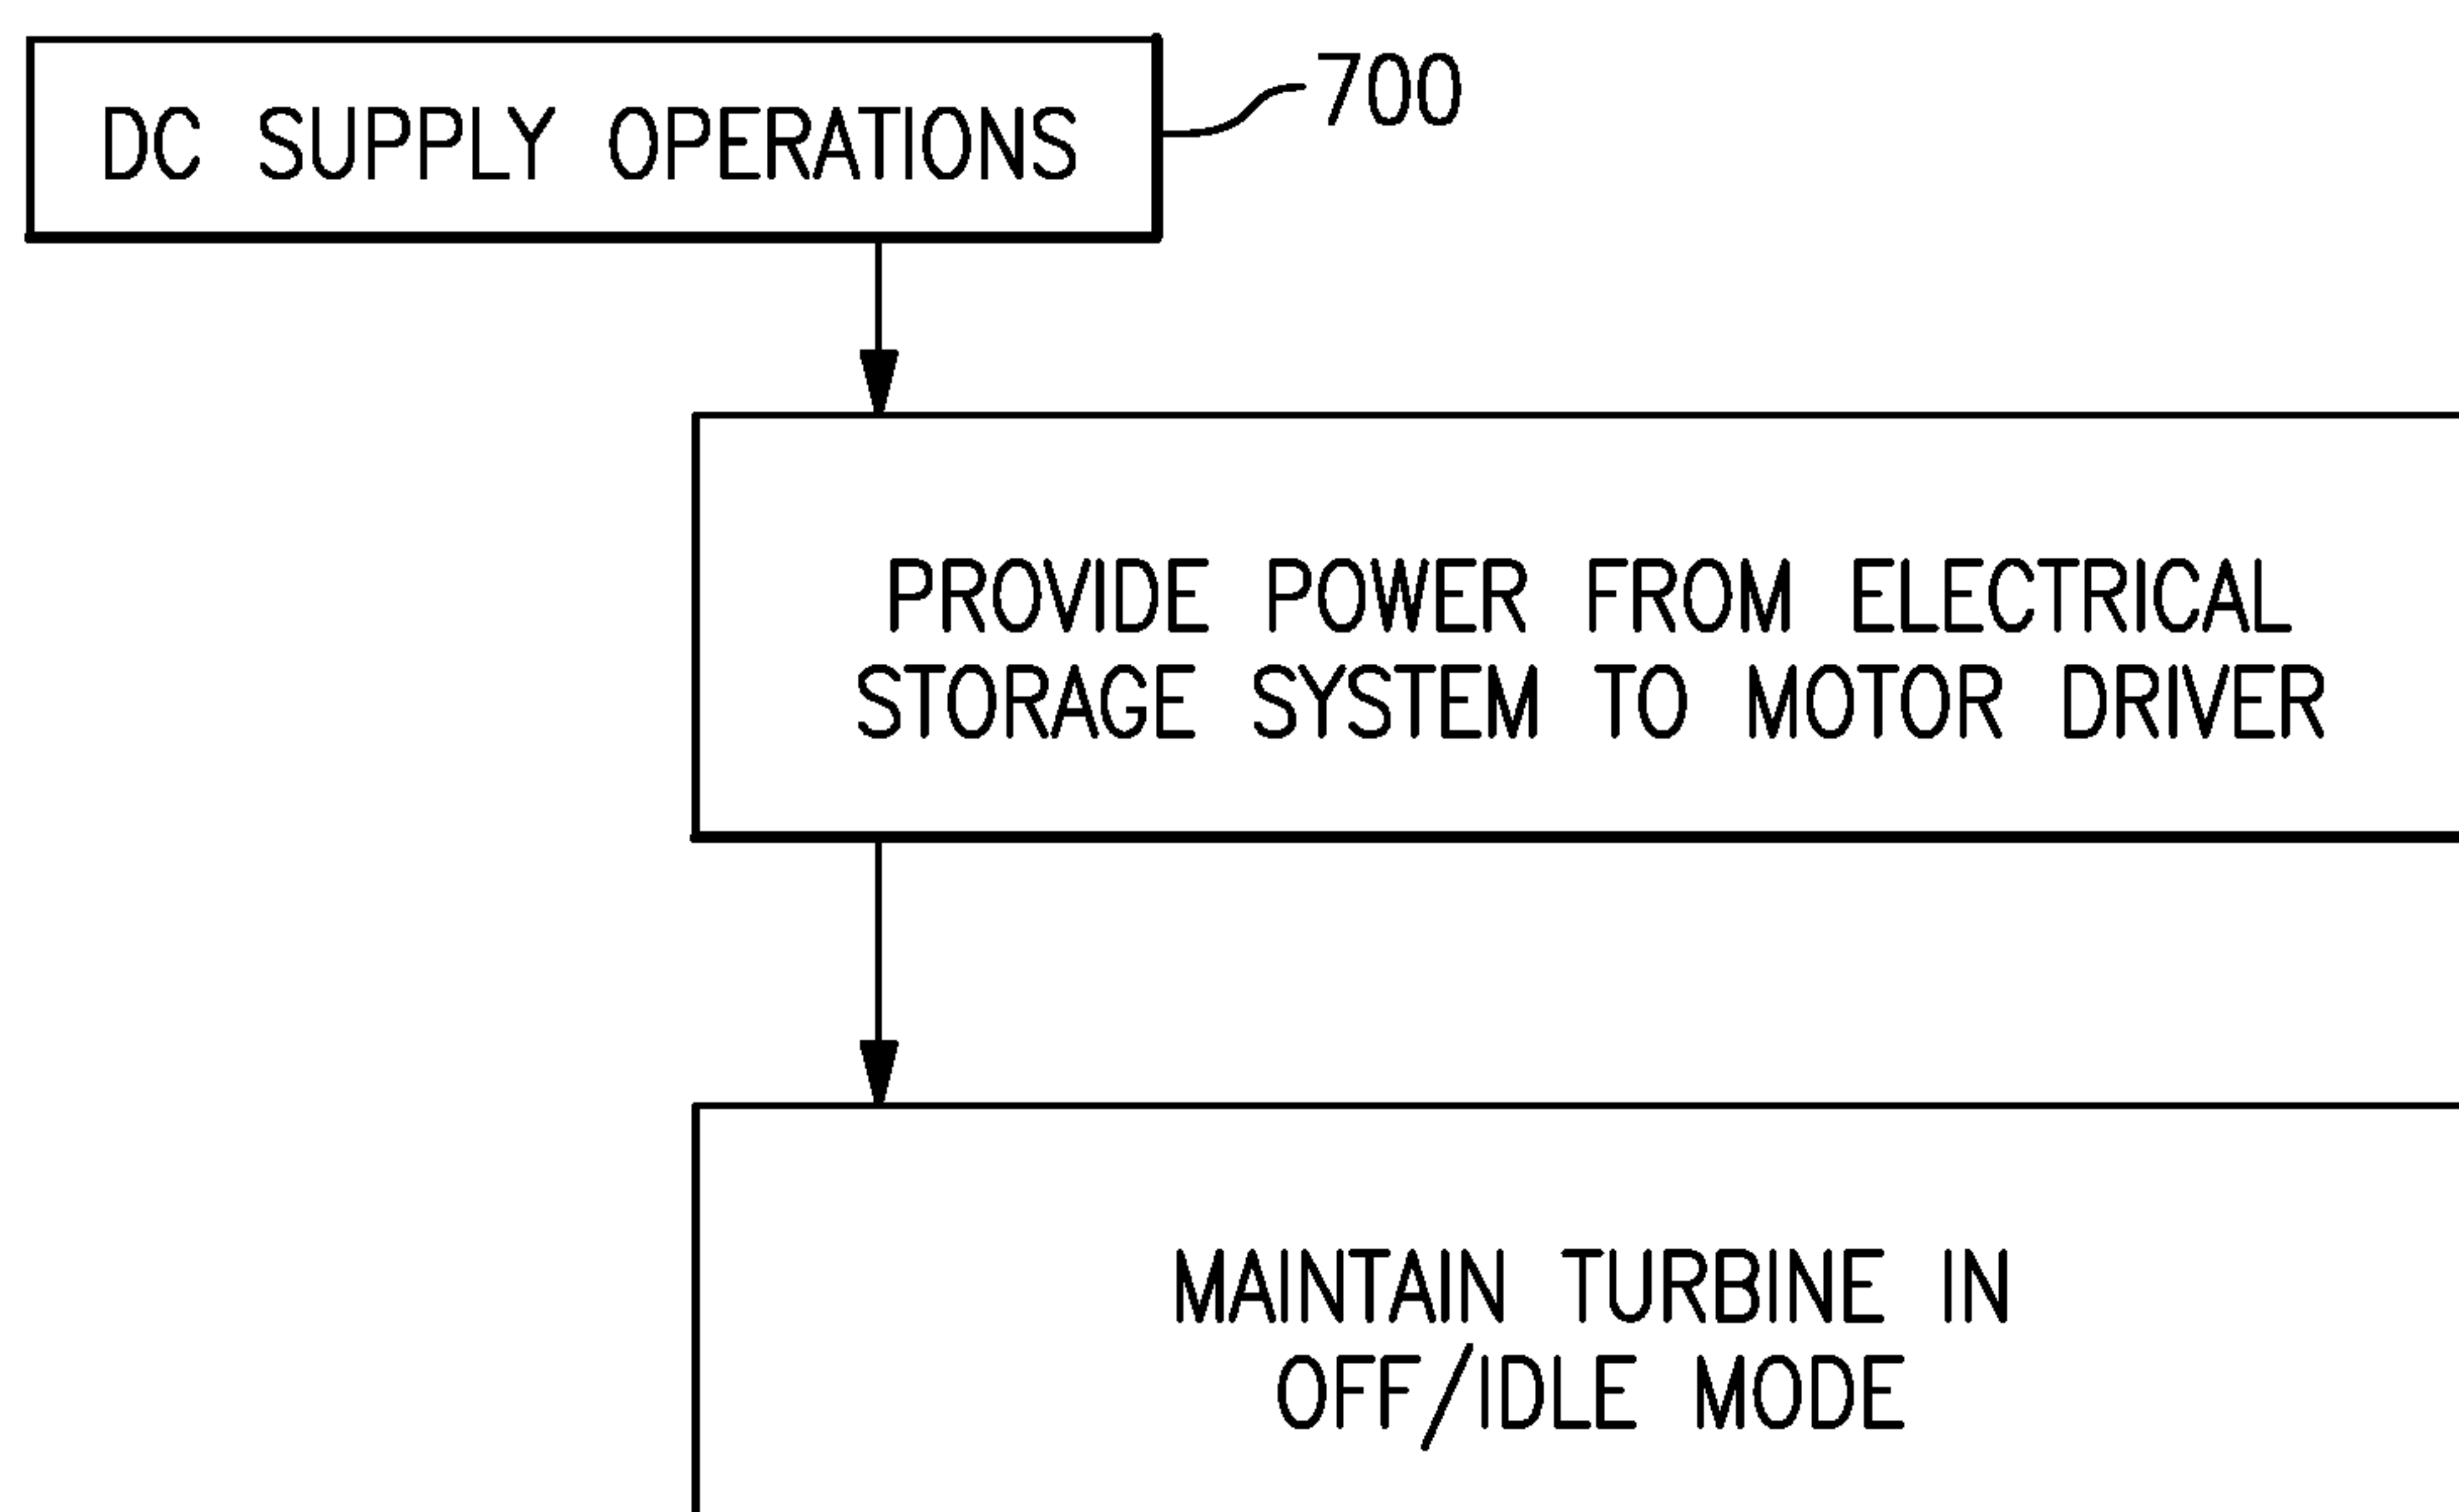 DC SUPPLY OPERATIONS
700
PROVIDE POWER FROM ELECTRICAL
STORAGE SYSTEM TO MOTOR DRIVER
MAINTAIN TURBINE IN
OFF/IDLE MODE